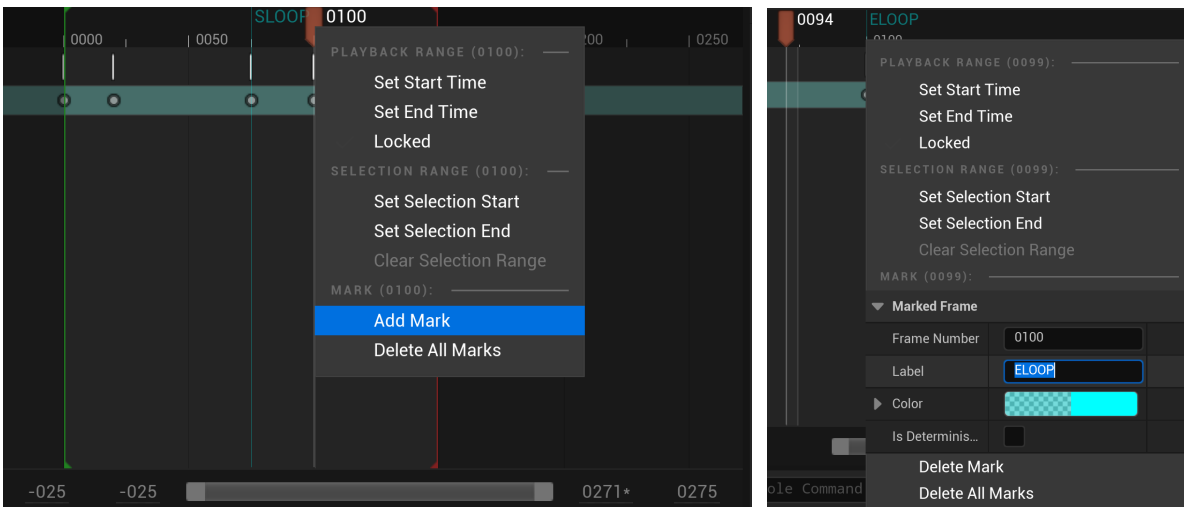 SLOOP 0100
0000 0050 00 0250
PLAYBACK RANGE (0100):
Set Start Time
Set End Time
Locked
SELECTION RANGE (0100):
Set Selection Start
Set Selection End
Clear Selection Range
MARK (0100):
Add Mark
Delete All Marks
-025 -025 0271* 0275
0094 ELOOP
0100
PLAYBACK RANGE (0099):
Set Start Time
Set End Time
Locked
SELECTION RANGE (0099):
Set Selection Start
Set Selection End
Clear Selection Range
MARK (0099):
Marked Frame
Frame Number 0100
Label ELOOP
Color
Is Determinis...
Delete Mark
ole Command
Delete All Marks